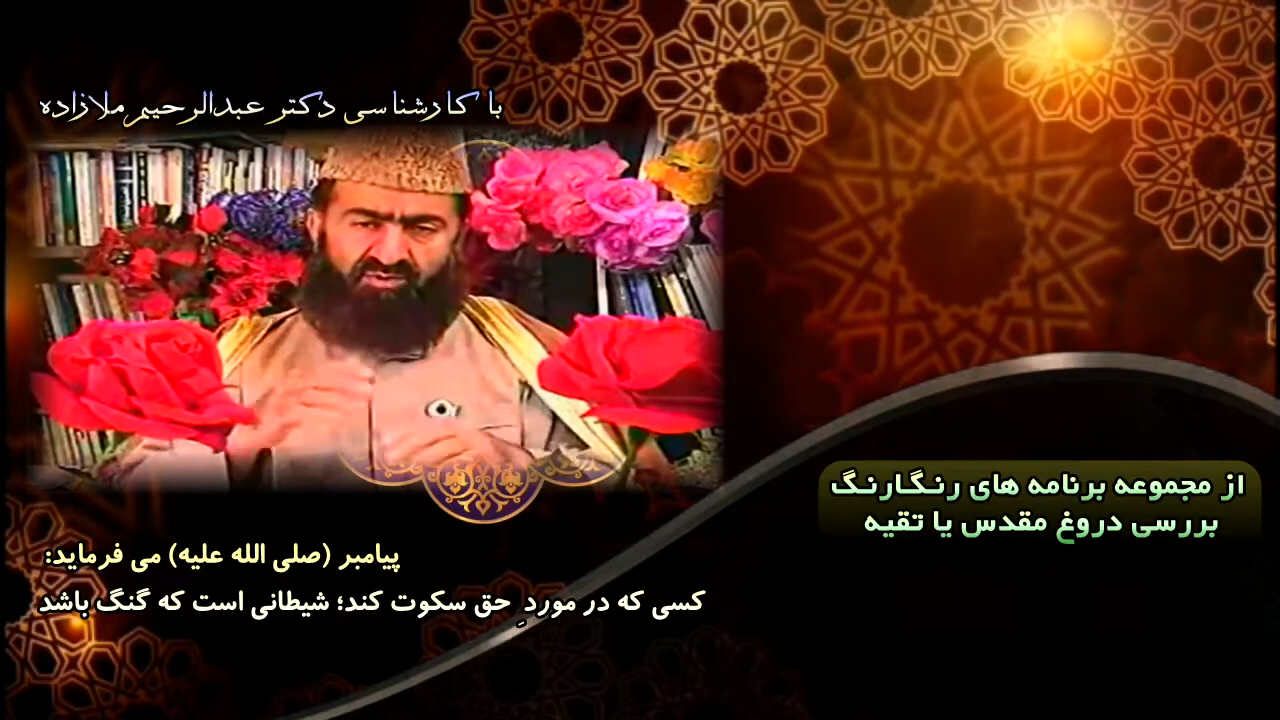 با کارشناسی دکتر عبدالرحیم ملازاده
از مجموعه برنامه های رنگارنگ
بررسی دروغ مقدس یا تقیه
پیامبر (صلی الله علیه) می فرماید:
کسی که در موردِ حق سکوت کند؛ شیطانی است که گنگ باشد